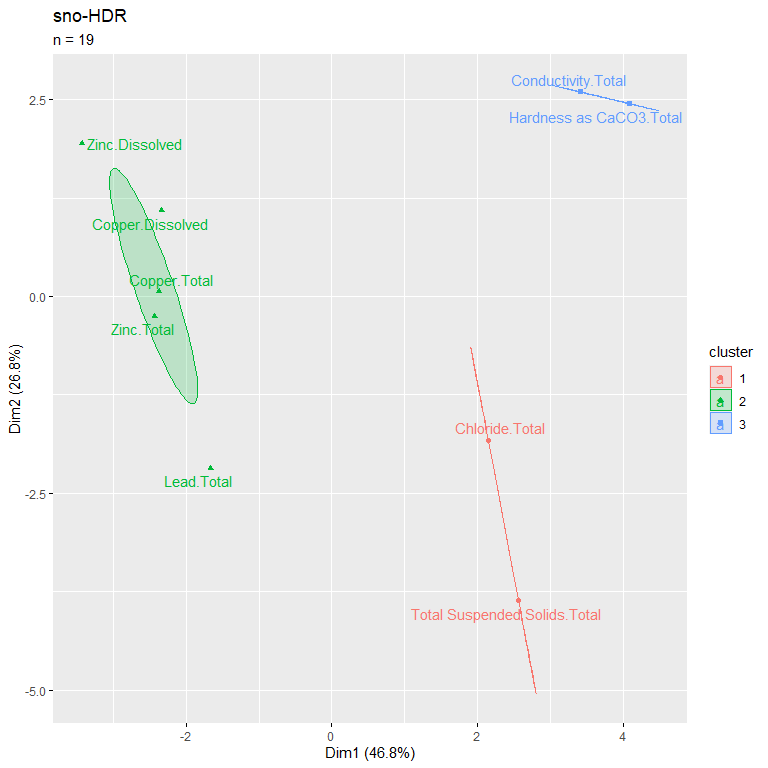 sno-HDR
n = 19
Conductivity.Total
Hardness as CaCO3.Total
Zinc.Dissolved
Copper.Dissolved
Copper.Total
Zinc.Total
Lead.Total
Chloride.Total
Total Suspended Solids.Total
2.5
0.0
-2.5
-5.0
Dim2 (26.8%)
-2
0
2
4
Dim1 (46.8%)
cluster
a 1
a 2
a 3